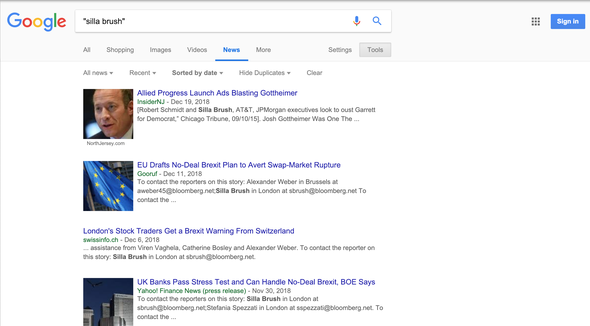 Google
"silla brush"
Sign in
All Shopping Images Videos News More Settings Tools
All news Recent Sorted by date Hide Duplicates Clear
Allied Progress Launch Ads Blasting Gottheimer
InsiderNJ - Dec 19, 2018
[Robert Schmidt and Silla Brush, AT&T, JPMorgan executives look to oust Garrett
for Democrat," Chicago Tribune, 09/10/15]. Josh Gottheimer Was One The ...
NorthJersey.com
EU Drafts No-Deal Brexit Plan to Avert Swap-Market Rupture
Gooruf - Dec 11, 2018
To contact the reporters on this story: Alexander Weber in Brussels at
aweber45@bloomberg.net;Silla Brush in London at sbrush@bloomberg.net To
contact the ...
London's Stock Traders Get a Brexit Warning From Switzerland
swissinfo.ch - Dec 6, 2018
... assistance from Viren Vaghela, Catherine Bosley and Alexander Weber. To contact the reporter on
this story: Silla Brush in London at sbrush@bloomberg.net.
UK Banks Pass Stress Test and Can Handle No-Deal Brexit, BOE Says
Yahoo! Finance News (press release) - Nov 30, 2018
To contact the reporters on this story: Silla Brush in London at
sbrush@bloomberg.net;Stefania Spezzati in London at sspezzati@bloomberg.net. To
contact the ...